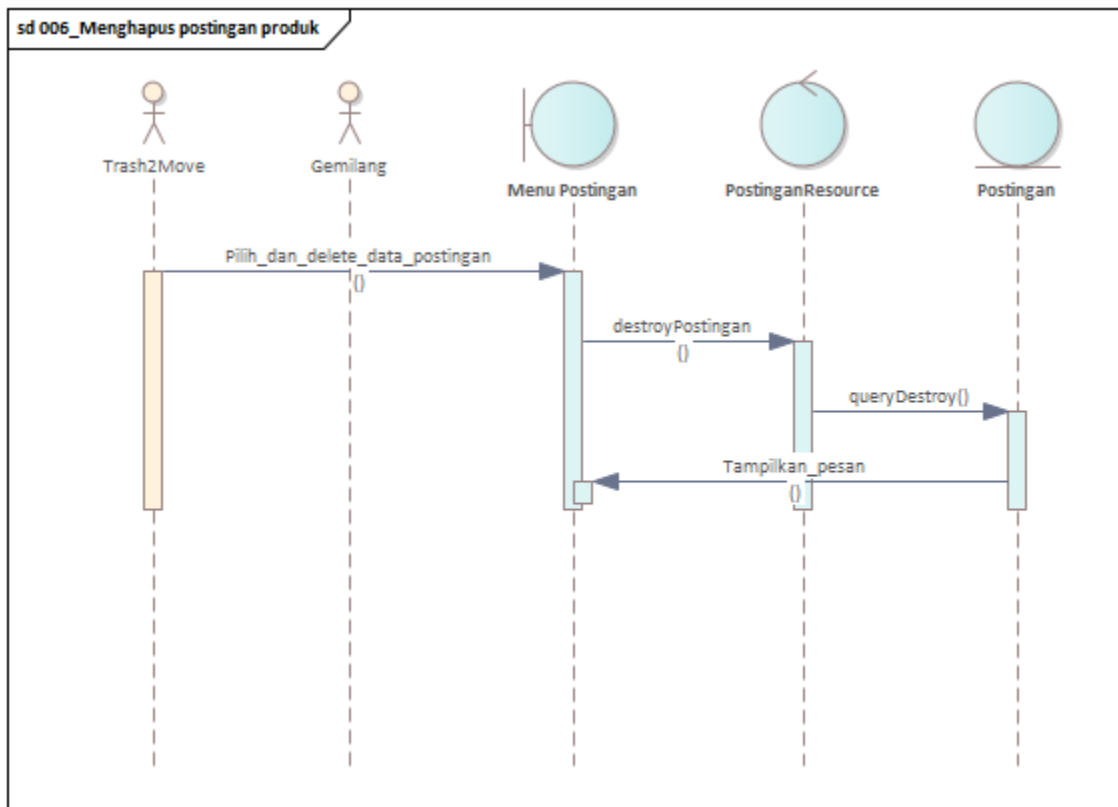 sd 006_Menghapus postingan produk
Trash2Move
Gemilang
Menu Postingan
PostinganResource
Postingan
Pilih_dan_delete_data_postingan
()
destroyPostingan
()
queryDestroy()
Tampilkan_pesan
()